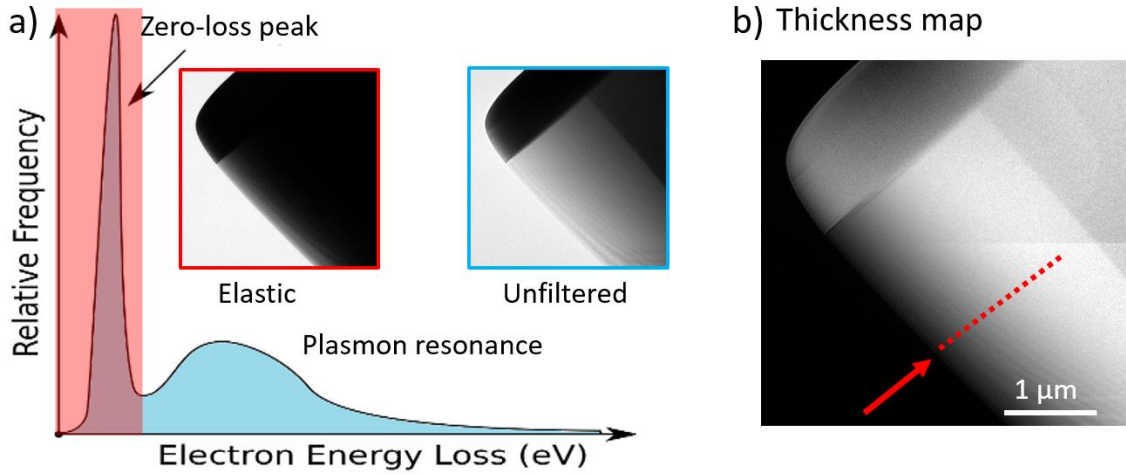 a)
Zero-loss peak
Relative Frequency
Elastic
Unfiltered
Plasmon resonance
Electron Energy Loss (eV)
b) Thickness map
1 µm